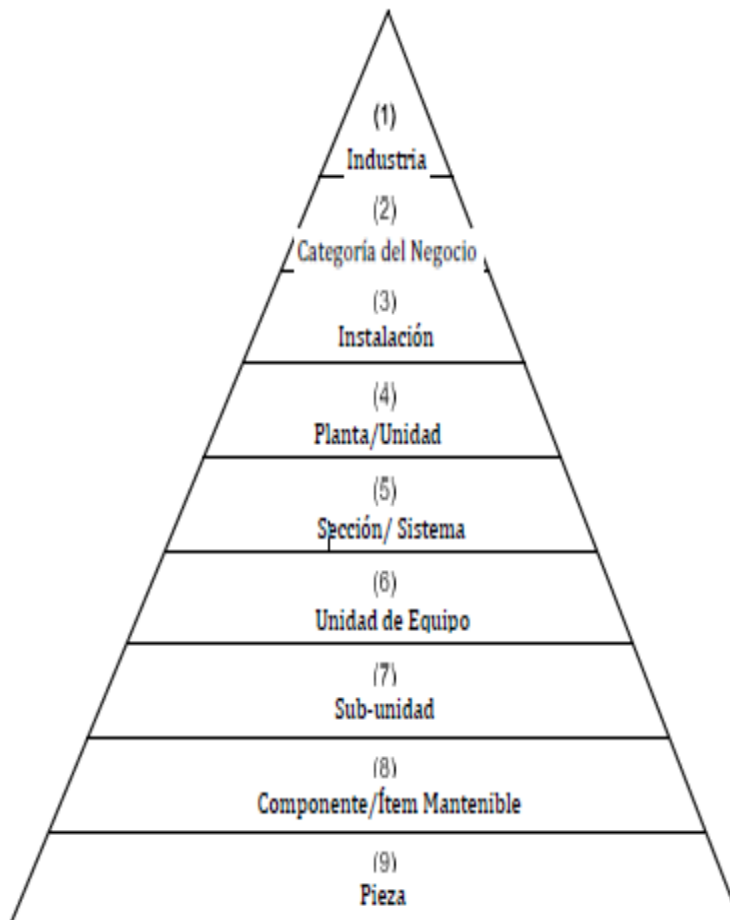 (1)
Industria
(2)
Categoría del Negocio
(3)
Instalación
(4)
Planta/Unidad
(5)
Sección/ Sistema
(6)
Unidad de Equipo
(7)
Sub-unidad
(8)
Componente/Ítem Mantenible
(9)
Pieza